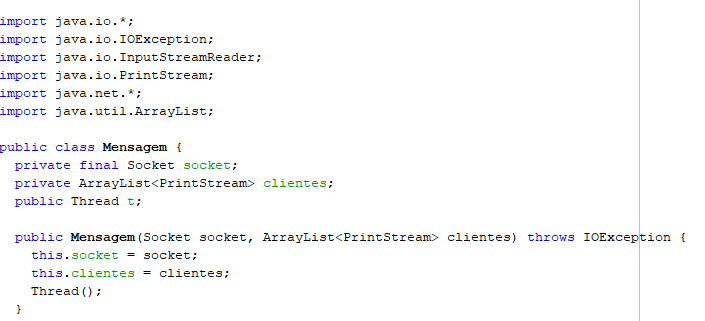 import java.io.*;
import java.io.IOException;
import java.io.InputStreamReader;
import java.io.PrintStream;
import java.net.*;
import java.util.ArrayList;
public class Mensagem {
private final Socket socket;
private ArrayList<PrintStream> clientes;
public Thread t;
public Mensagem(Socket socket, ArrayList<PrintStream> clientes) throws IOException {
this.socket = socket;
this.clientes = clientes;
Thread();
}